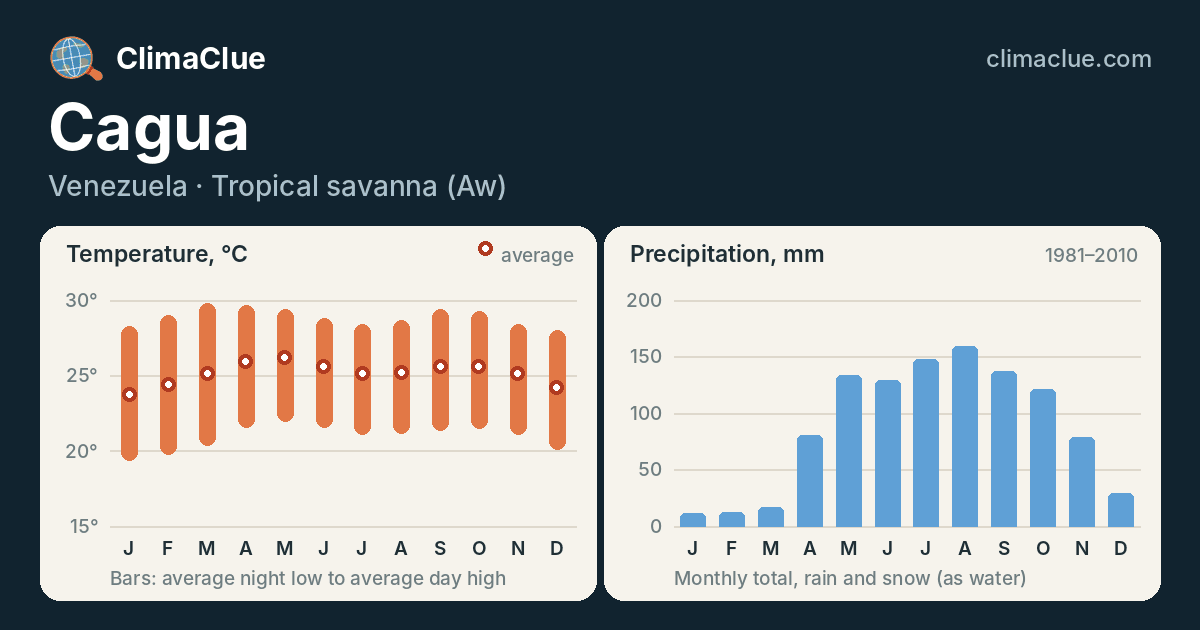 ClimaClue
climaclue.com
Cagua
Venezuela · Tropical savanna (Aw)
Temperature, °C
average
30°
25°
20°
15°
J F M A M J J A S O N D
Bars: average night low to average day high
Precipitation, mm
1981–2010
200
150
100
50
0
J F M A M J J A S O N D
Monthly total, rain and snow (as water)